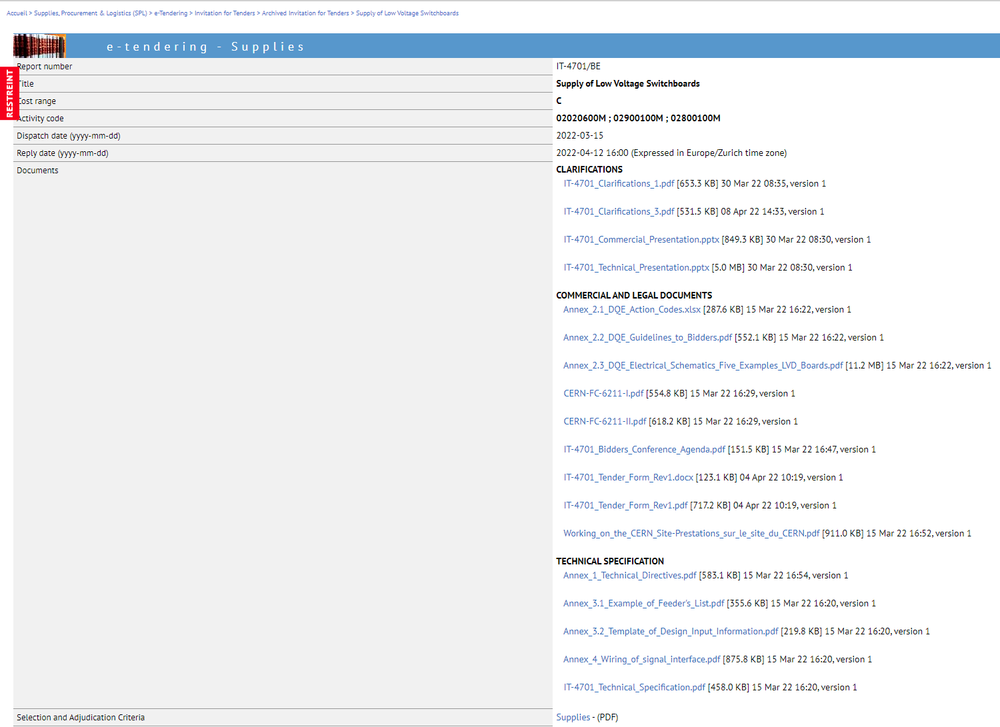 Accueil > Supplies, Procurement & Logistics (SPL) > e-Tendering > Invitation for Tenders > Archived Invitation for Tenders > Supply of Low Voltage Switchboards
e-tendering - Supplies
RESTREINT
Report number IT-4701/BE
Title Supply of Low Voltage Switchboards
Cost range C
Activity code 02020600M ; 02900100M ; 02800100M
Dispatch date (yyyy-mm-dd) 2022-03-15
Reply date (yyyy-mm-dd) 2022-04-12 16:00 (Expressed in Europe/Zurich time zone)
Documents CLARIFICATIONS
IT-4701_Clarifications_1.pdf [653.3 KB] 30 Mar 22 08:35, version 1
IT-4701_Clarifications_3.pdf [531.5 KB] 08 Apr 22 14:33, version 1
IT-4701_Commercial_Presentation.pptx [849.3 KB] 30 Mar 22 08:30, version 1
IT-4701_Technical_Presentation.pptx [5.0 MB] 30 Mar 22 08:30, version 1
COMMERCIAL AND LEGAL DOCUMENTS
Annex_2.1_DQE_Action_Codes.xlsx [287.6 KB] 15 Mar 22 16:22, version 1
Annex_2.2_DQE_Guidelines_to_Bidders.pdf [552.1 KB] 15 Mar 22 16:22, version 1
Annex_2.3_DQE_Electrical_Schematics_Five_Examples_LVD_Boards.pdf [11.2 MB] 15 Mar 22 16:22, version 1
CERN-FC-6211-I.pdf [554.8 KB] 15 Mar 22 16:29, version 1
CERN-FC-6211-II.pdf [618.2 KB] 15 Mar 22 16:29, version 1
IT-4701_Bidders_Conference_Agenda.pdf [151.5 KB] 15 Mar 22 16:47, version 1
IT-4701_Tender_Form_Rev1.docx [123.1 KB] 04 Apr 22 10:19, version 1
IT-4701_Tender_Form_Rev1.pdf [717.2 KB] 04 Apr 22 10:19, version 1
Working_on_the_CERN_Site-Prestations_sur_le_site_du_CERN.pdf [911.0 KB] 15 Mar 22 16:52, version 1
TECHNICAL SPECIFICATION
Annex_1_Technical_Directives.pdf [583.1 KB] 15 Mar 22 16:54, version 1
Annex_3.1_Example_of_Feeder's_List.pdf [355.6 KB] 15 Mar 22 16:20, version 1
Annex_3.2_Template_of_Design_Input_Information.pdf [219.8 KB] 15 Mar 22 16:20, version 1
Annex_4_Wiring_of_signal_interface.pdf [875.8 KB] 15 Mar 22 16:20, version 1
IT-4701_Technical_Specification.pdf [458.0 KB] 15 Mar 22 16:20, version 1
Selection and Adjudication Criteria Supplies - (PDF)